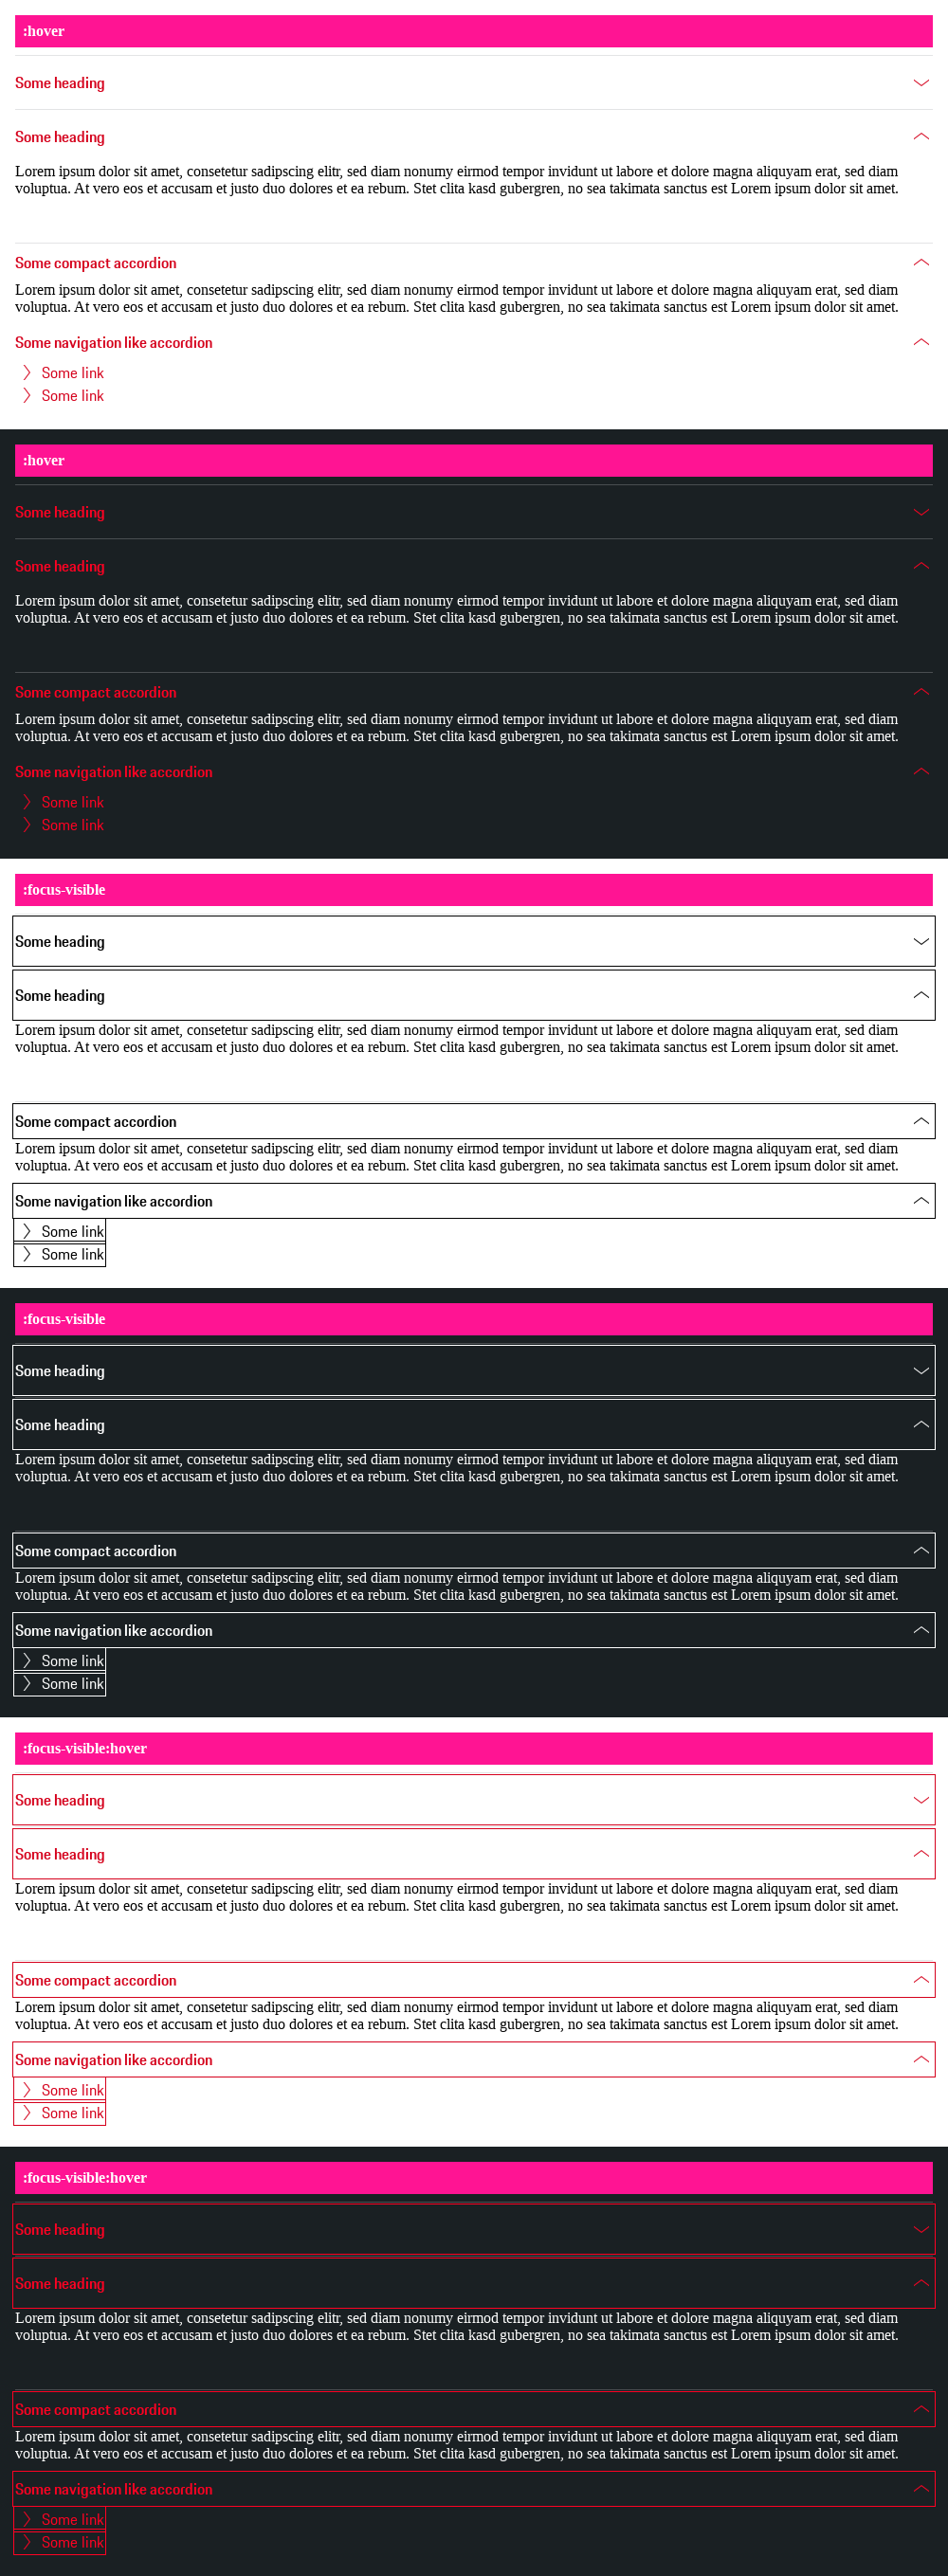 :hover
Some heading
Some heading
Lorem ipsum dolor sit amet, consetetur sadipscing elitr, sed diam nonumy eirmod tempor invidunt ut labore et dolore magna aliquyam erat, sed diam
voluptua. At vero eos et accusam et justo duo dolores et ea rebum. Stet clita kasd gubergren, no sea takimata sanctus est Lorem ipsum dolor sit amet.
Some compact accordion
Lorem ipsum dolor sit amet, consetetur sadipscing elitr, sed diam nonumy eirmod tempor invidunt ut labore et dolore magna aliquyam erat, sed diam
voluptua. At vero eos et accusam et justo duo dolores et ea rebum. Stet clita kasd gubergren, no sea takimata sanctus est Lorem ipsum dolor sit amet.
Some navigation like accordion
Some link
Some link
:hover
Some heading
Some heading
Lorem ipsum dolor sit amet, consetetur sadipscing elitr, sed diam nonumy eirmod tempor invidunt ut labore et dolore magna aliquyam erat, sed diam
voluptua. At vero eos et accusam et justo duo dolores et ea rebum. Stet clita kasd gubergren, no sea takimata sanctus est Lorem ipsum dolor sit amet.
Some compact accordion
Lorem ipsum dolor sit amet, consetetur sadipscing elitr, sed diam nonumy eirmod tempor invidunt ut labore et dolore magna aliquyam erat, sed diam
voluptua. At vero eos et accusam et justo duo dolores et ea rebum. Stet clita kasd gubergren, no sea takimata sanctus est Lorem ipsum dolor sit amet.
Some navigation like accordion
Some link
Some link
:focus-visible
Some heading
Some heading
Lorem ipsum dolor sit amet, consetetur sadipscing elitr, sed diam nonumy eirmod tempor invidunt ut labore et dolore magna aliquyam erat, sed diam
voluptua. At vero eos et accusam et justo duo dolores et ea rebum. Stet clita kasd gubergren, no sea takimata sanctus est Lorem ipsum dolor sit amet.
Some compact accordion
Lorem ipsum dolor sit amet, consetetur sadipscing elitr, sed diam nonumy eirmod tempor invidunt ut labore et dolore magna aliquyam erat, sed diam
voluptua. At vero eos et accusam et justo duo dolores et ea rebum. Stet clita kasd gubergren, no sea takimata sanctus est Lorem ipsum dolor sit amet.
Some navigation like accordion
Some link
Some link
:focus-visible
Some heading
Some heading
Lorem ipsum dolor sit amet, consetetur sadipscing elitr, sed diam nonumy eirmod tempor invidunt ut labore et dolore magna aliquyam erat, sed diam
voluptua. At vero eos et accusam et justo duo dolores et ea rebum. Stet clita kasd gubergren, no sea takimata sanctus est Lorem ipsum dolor sit amet.
Some compact accordion
Lorem ipsum dolor sit amet, consetetur sadipscing elitr, sed diam nonumy eirmod tempor invidunt ut labore et dolore magna aliquyam erat, sed diam
voluptua. At vero eos et accusam et justo duo dolores et ea rebum. Stet clita kasd gubergren, no sea takimata sanctus est Lorem ipsum dolor sit amet.
Some navigation like accordion
Some link
Some link
:focus-visible:hover
Some heading
Some heading
Lorem ipsum dolor sit amet, consetetur sadipscing elitr, sed diam nonumy eirmod tempor invidunt ut labore et dolore magna aliquyam erat, sed diam
voluptua. At vero eos et accusam et justo duo dolores et ea rebum. Stet clita kasd gubergren, no sea takimata sanctus est Lorem ipsum dolor sit amet.
Some compact accordion
Lorem ipsum dolor sit amet, consetetur sadipscing elitr, sed diam nonumy eirmod tempor invidunt ut labore et dolore magna aliquyam erat, sed diam
voluptua. At vero eos et accusam et justo duo dolores et ea rebum. Stet clita kasd gubergren, no sea takimata sanctus est Lorem ipsum dolor sit amet.
Some navigation like accordion
Some link
Some link
:focus-visible:hover
Some heading
Some heading
Lorem ipsum dolor sit amet, consetetur sadipscing elitr, sed diam nonumy eirmod tempor invidunt ut labore et dolore magna aliquyam erat, sed diam
voluptua. At vero eos et accusam et justo duo dolores et ea rebum. Stet clita kasd gubergren, no sea takimata sanctus est Lorem ipsum dolor sit amet.
Some compact accordion
Lorem ipsum dolor sit amet, consetetur sadipscing elitr, sed diam nonumy eirmod tempor invidunt ut labore et dolore magna aliquyam erat, sed diam
voluptua. At vero eos et accusam et justo duo dolores et ea rebum. Stet clita kasd gubergren, no sea takimata sanctus est Lorem ipsum dolor sit amet.
Some navigation like accordion
Some link
Some link